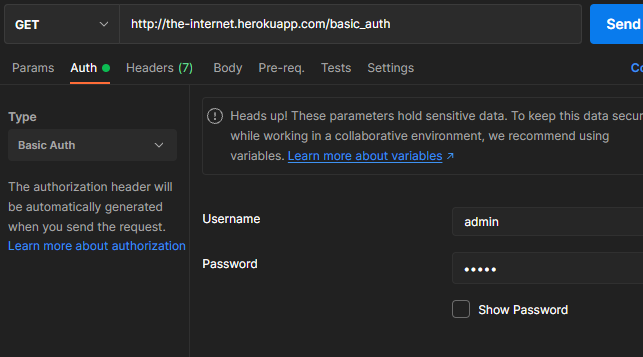 GET http://the-internet.herokuapp.com/basic_auth Send
Params Auth Headers (7) Body Pre-req. Tests Settings Co
Type
Basic Auth
The authorization header will
be automatically generated
when you send the request.
Learn more about authorization
Heads up! These parameters hold sensitive data. To keep this data secur
while working in a collaborative environment, we recommend using
variables. Learn more about variables ↗
Username admin
Password •••••
Show Password